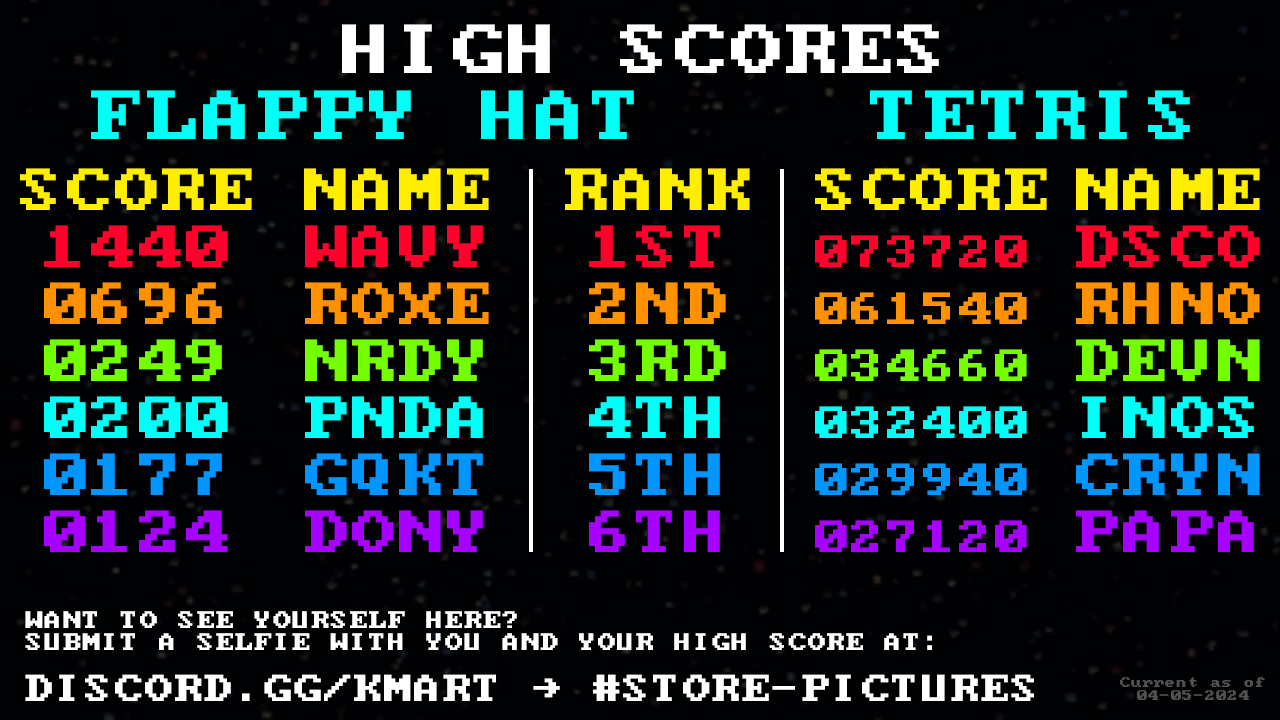 HIGH SCORES
FLAPPY HAT TETRIS
SCORE NAME RANK SCORE NAME
1440 WAVY 1ST 073720 DSCO
0696 ROXE 2ND 061540 RHNO
0249 NRDY 3RD 034660 DEVN
0200 PNDA 4TH 032400 INOS
0177 GQKT 5TH 029940 CRYN
0124 DONY 6TH 027120 PAPA
WANT TO SEE YOURSELF HERE?
SUBMIT A SELFIE WITH YOU AND YOUR HIGH SCORE AT:
DISCORD.GG/KMART → #STORE-PICTURES
Current as of
04-05-2024